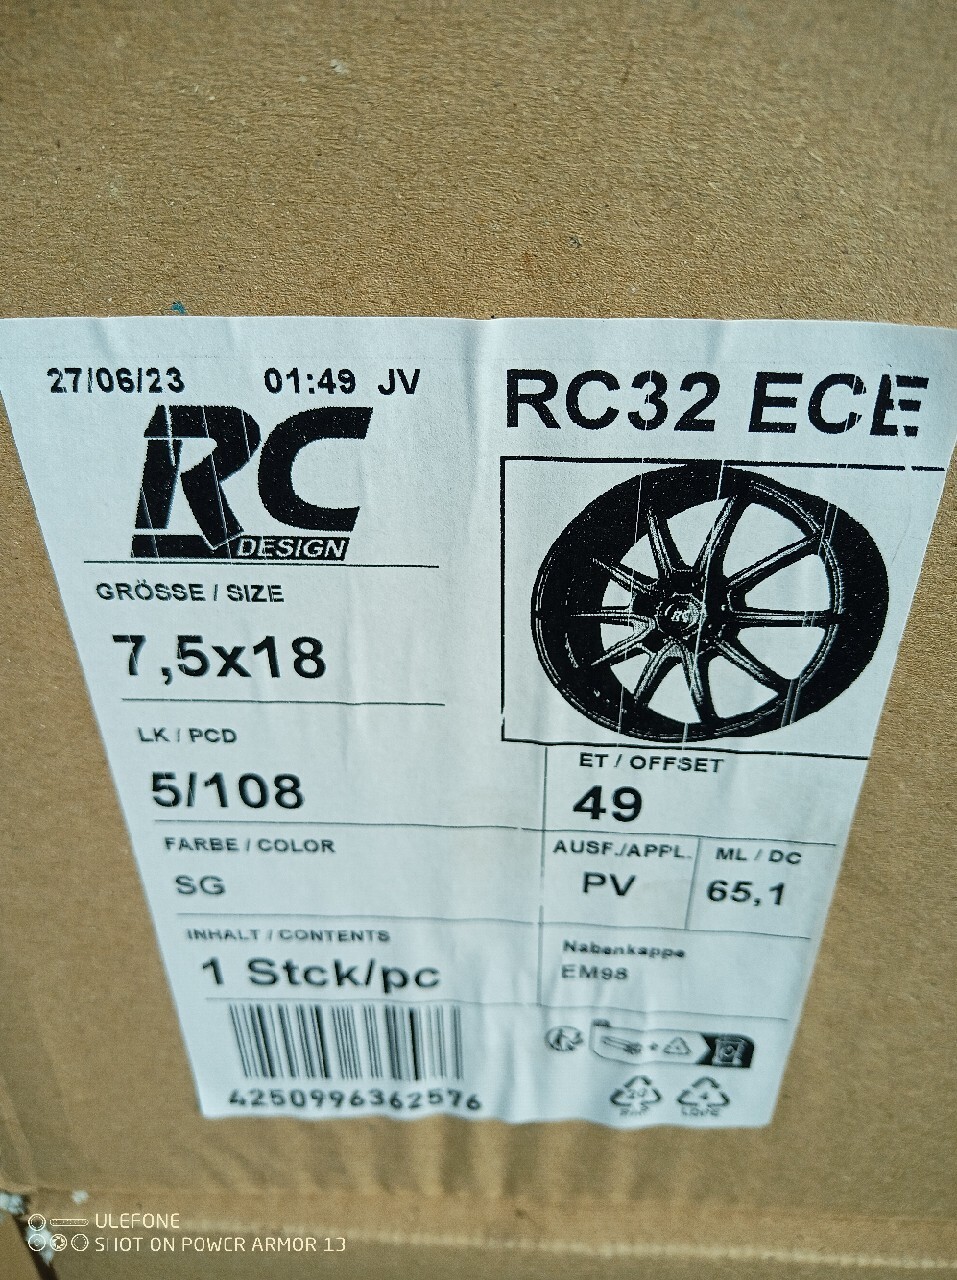 27/06/23 01:49 JV
RC
DESIGN
RC32 ECE
RC
GRÖSSE / SIZE
7,5x18
LK / PCD
5/108
ET / OFFSET
49
FARBE / COLOR
SG
AUSF./APPL.
PV
ML / DC
65,1
INHALT / CONTENTS
1 Stck/pc
Nabenkappe
EM98
4250996362576
4
ULEFONE
SHOT ON POWER ARMOR 13